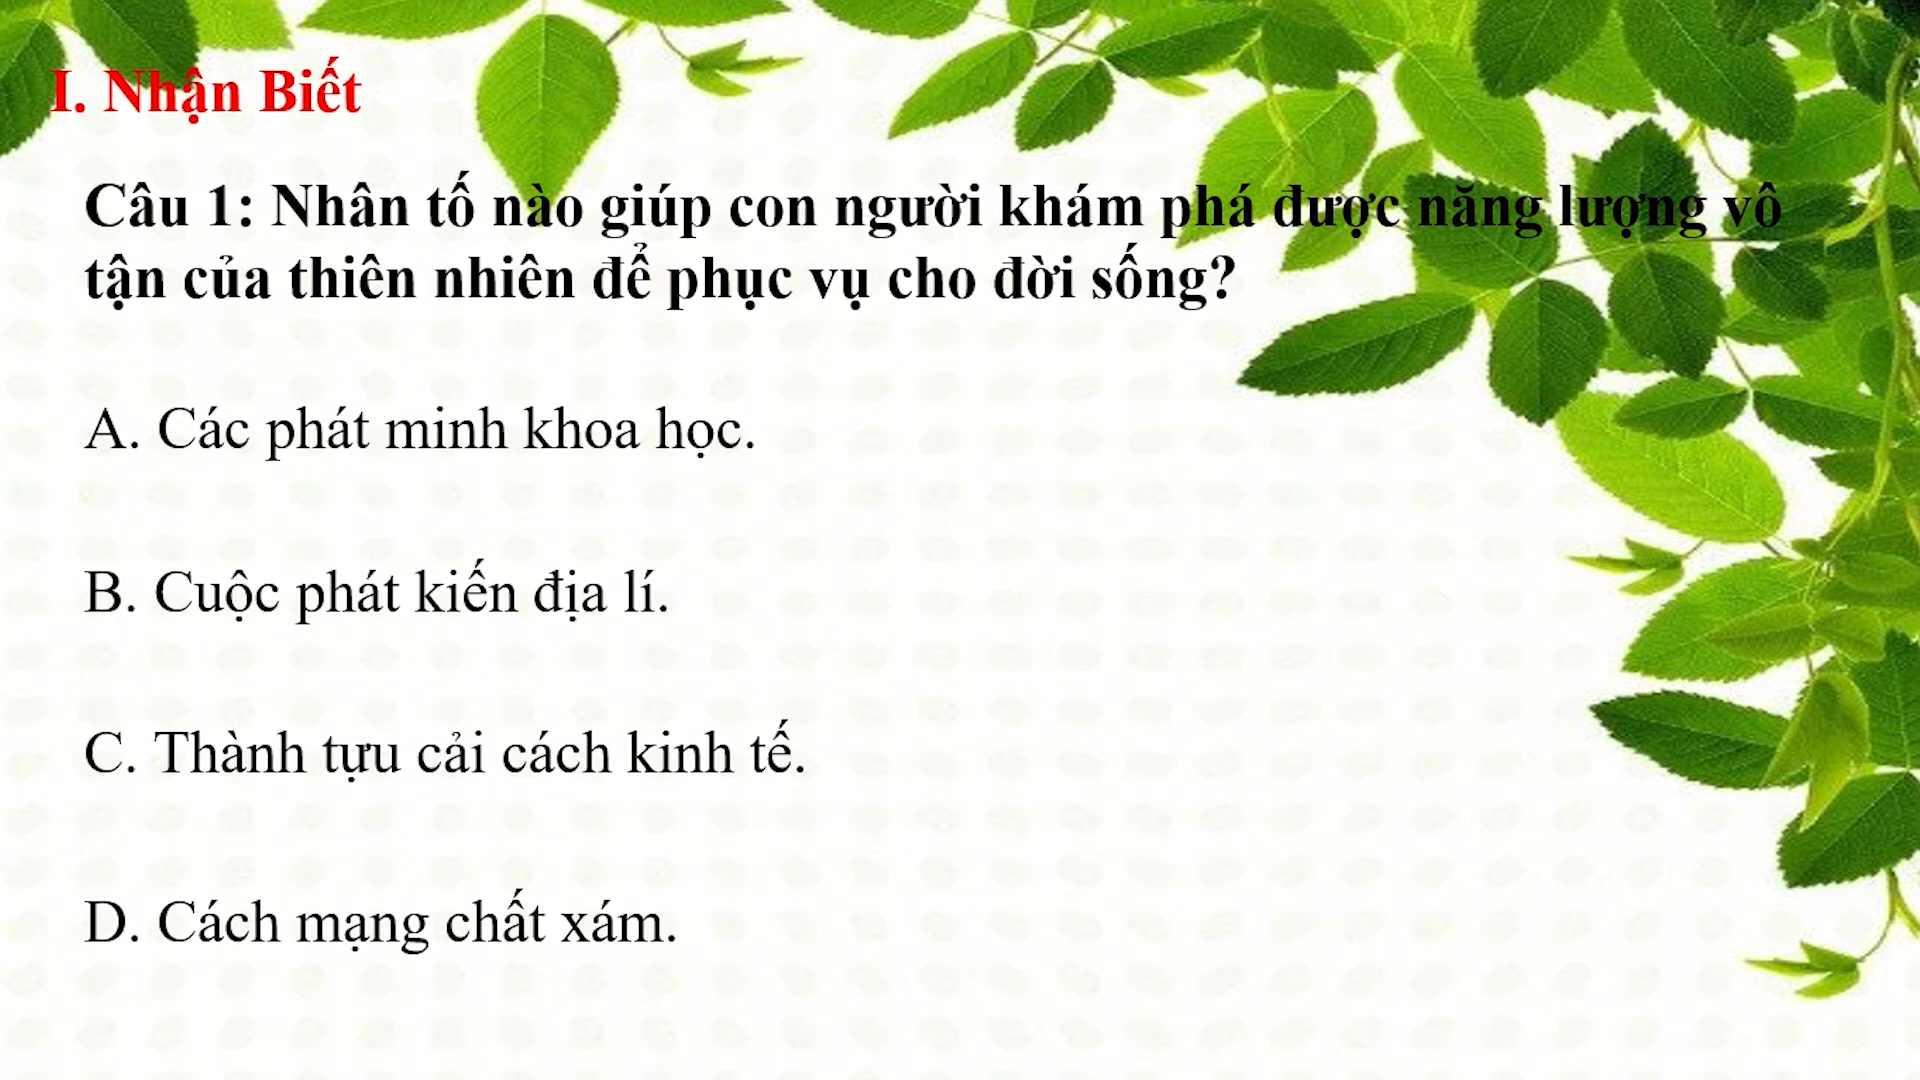 I. Nhận Biết
Câu 1: Nhân tố nào giúp con người khám phá được năng lượng vô
tận của thiên nhiên để phục vụ cho đời sống?
A. Các phát minh khoa học.
B. Cuộc phát kiến địa lí.
C. Thành tựu cải cách kinh tế.
D. Cách mạng chất xám.